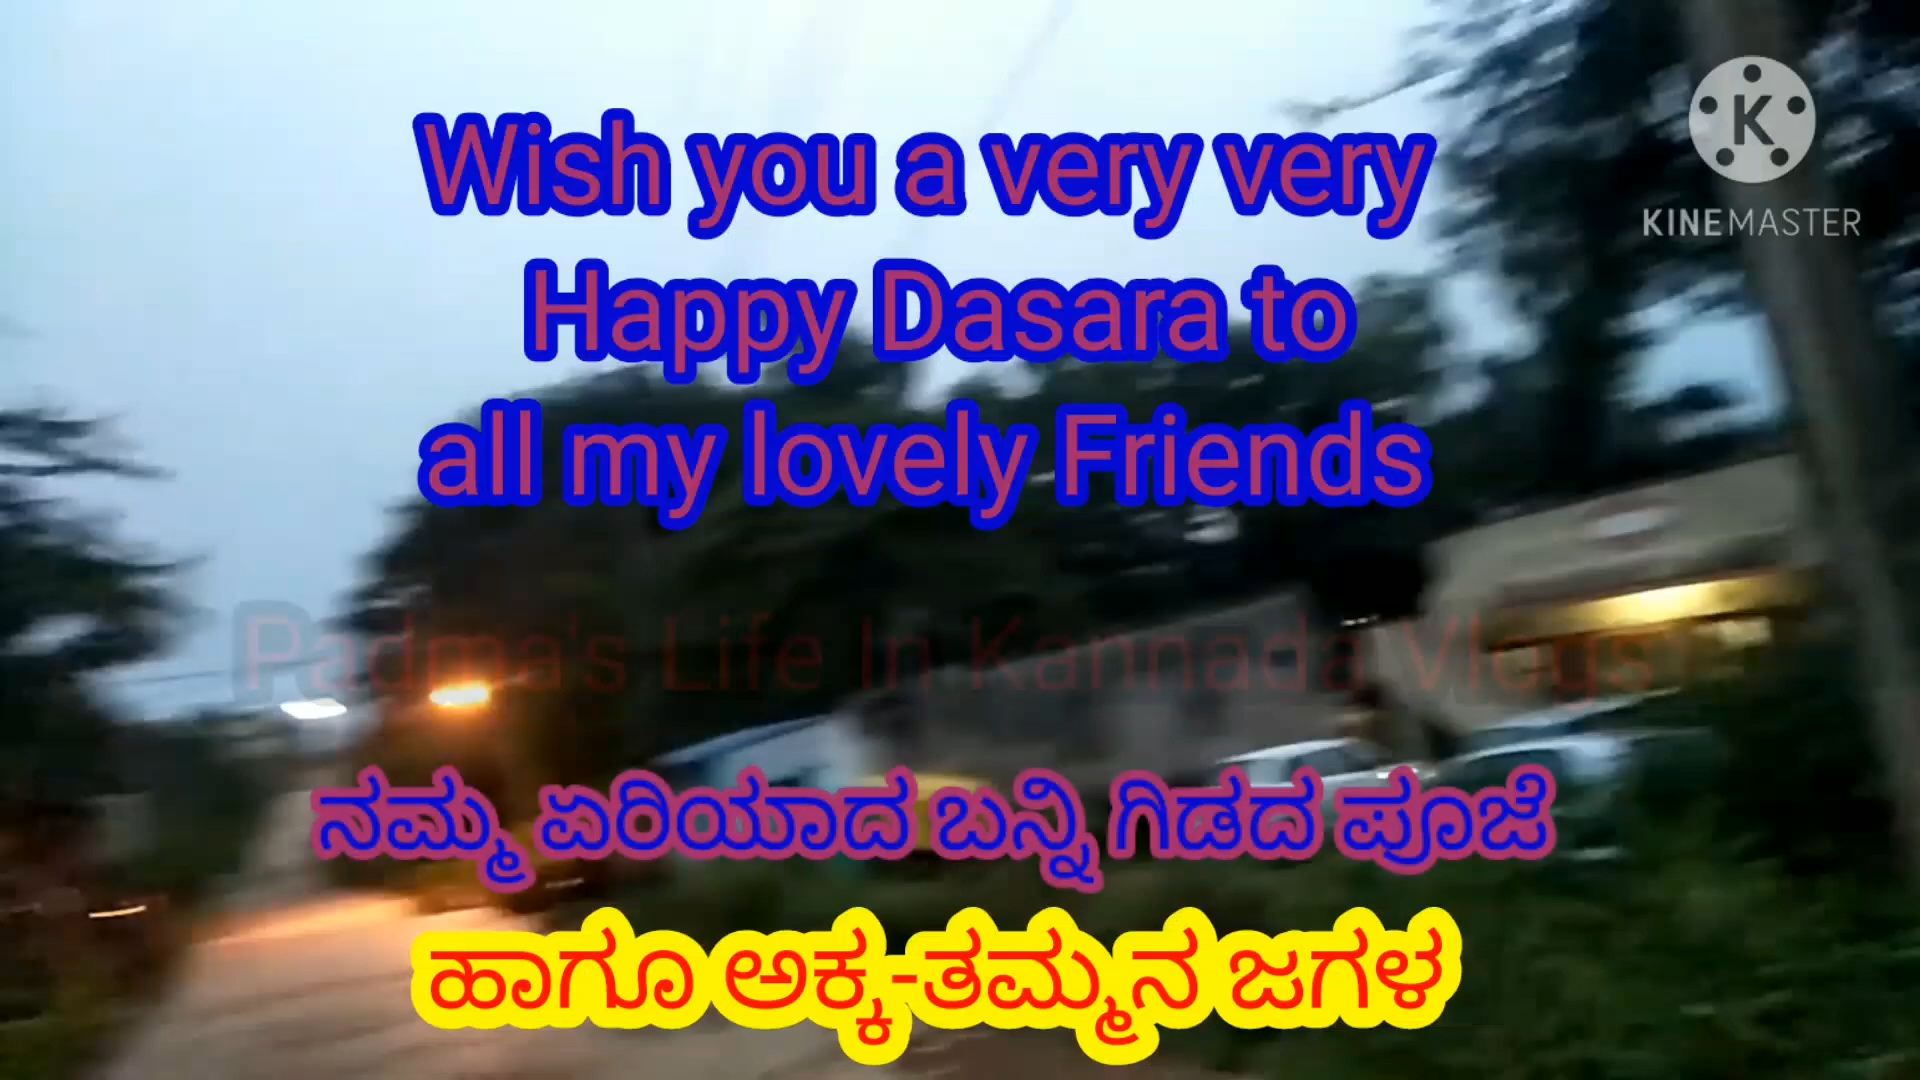 Wish you a very very
Happy Dasara to
all my lovely Friends
KINEMASTER
Padma's Life In Kannada Vlogs
ನಮ್ಮ ಏರಿಯಾದ ಬನ್ನಿ ಗಿಡದ ಪೂಜೆ
ಹಾಗೂ ಅಕ್ಕ-ತಮ್ಮನ ಜಗಳ